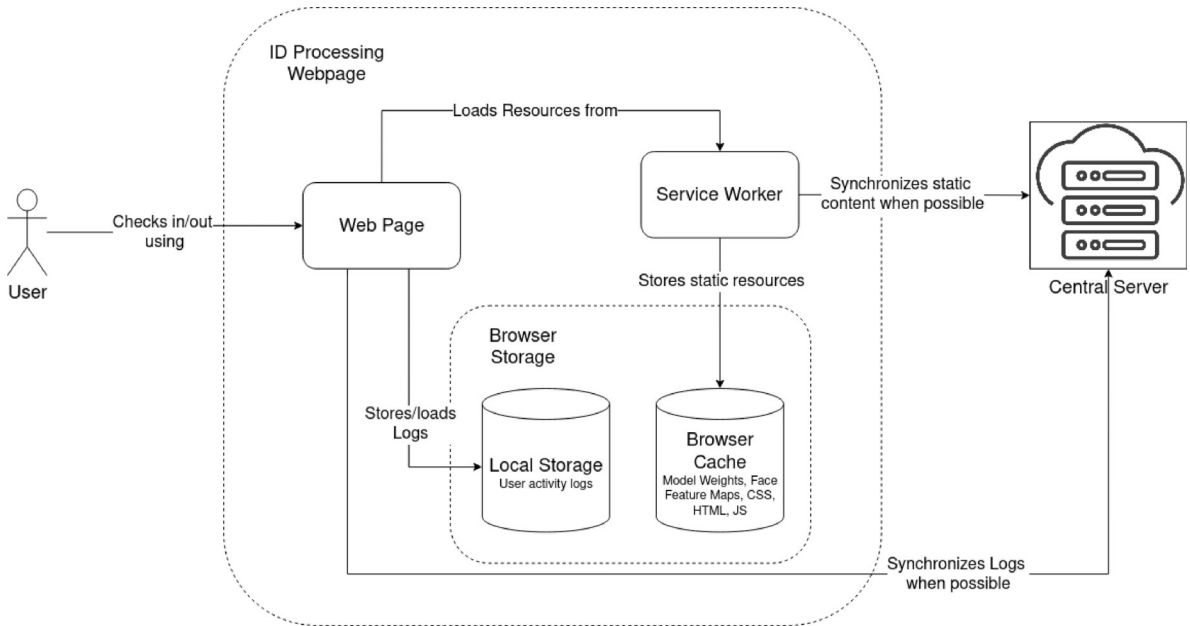 ID Processing
Webpage
Loads Resources from
Service Worker
Synchronizes static
content when possible
Central Server
Web Page
Checks in/out
using
User
Stores static resources
Browser
Storage
Stores/loads
Logs
Local Storage
User activity logs
Browser
Cache
Model Weights, Face
Feature Maps, CSS,
HTML, JS
Synchronizes Logs
when possible